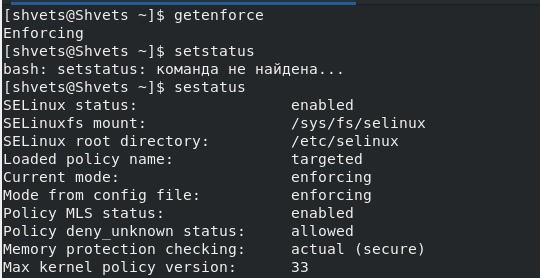 [shvets@Shvets ~]$ getenforce
Enforcing
[shvets@Shvets ~]$ setstatus
bash: setstatus: команда не найдена...
[shvets@Shvets ~]$ sestatus
SELinux status:                 enabled
SELinuxfs mount:                /sys/fs/selinux
SELinux root directory:         /etc/selinux
Loaded policy name:             targeted
Current mode:                   enforcing
Mode from config file:          enforcing
Policy MLS status:              enabled
Policy deny_unknown status:     allowed
Memory protection checking:     actual (secure)
Max kernel policy version:      33